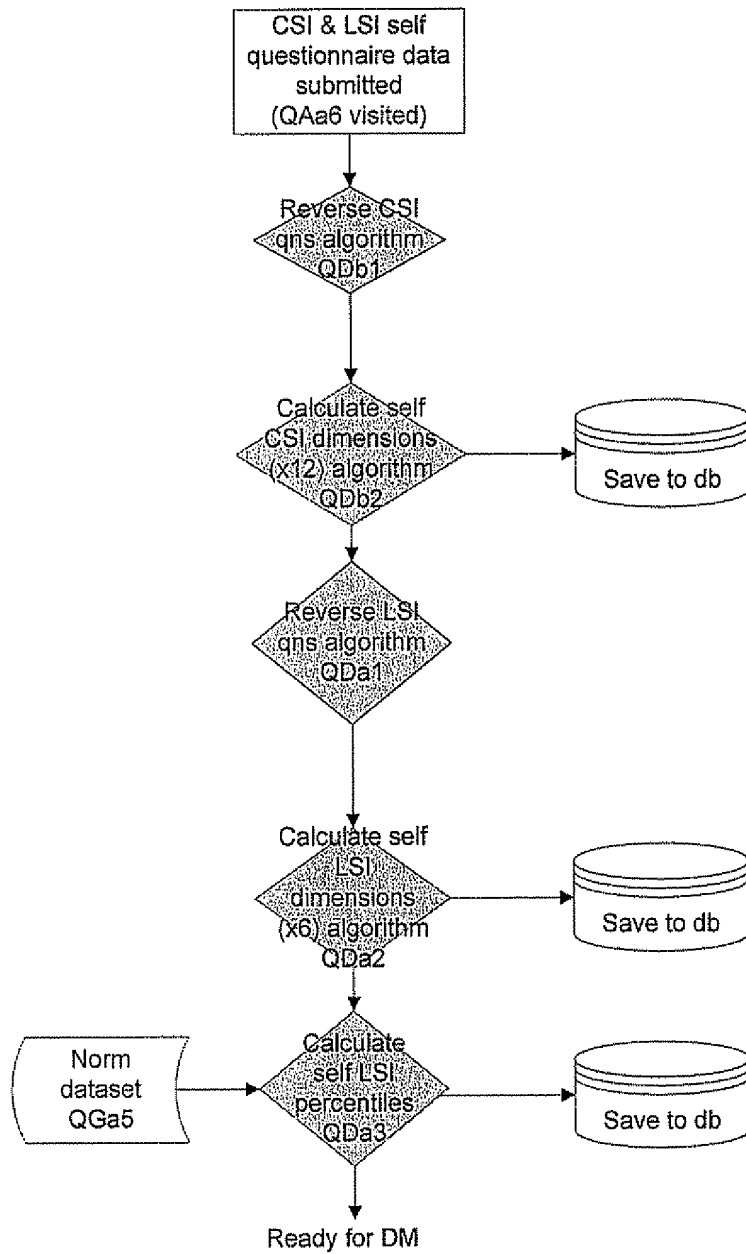 CSI & LSI self
questionnaire data
submitted
(QAa6 visited)
Reverse CSI
qns algorithm
QDb1
Calculate self
CSI dimensions
(x12) algorithm
QDb2
Save to db
Reverse LSI
qns algorithm
QDa1
Calculate self
LSI
dimensions
(x6) algorithm
QDa2
Save to db
Norm
dataset
QGa5
Calculate
self LSI
percentiles
QDa3
Save to db
Ready for DM